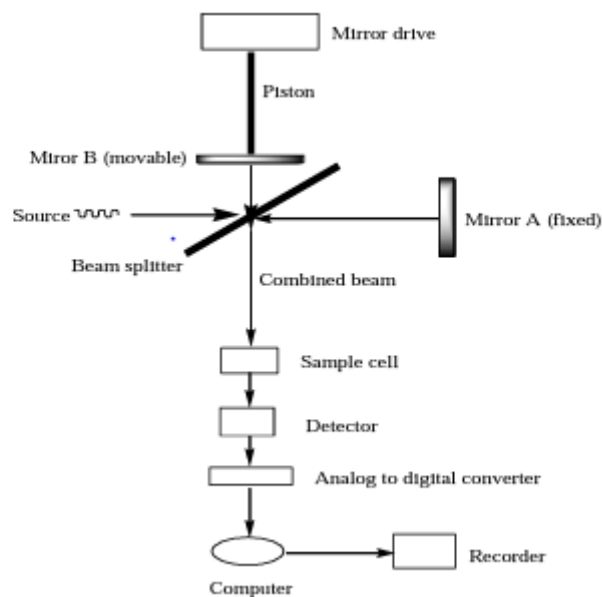 Mirror drive
Piston
Miror B (movable)
Source
Mirror A (fixed)
Beam splitter
Combined beam
Sample cell
Detector
Analog to digital converter
Recorder
Computer